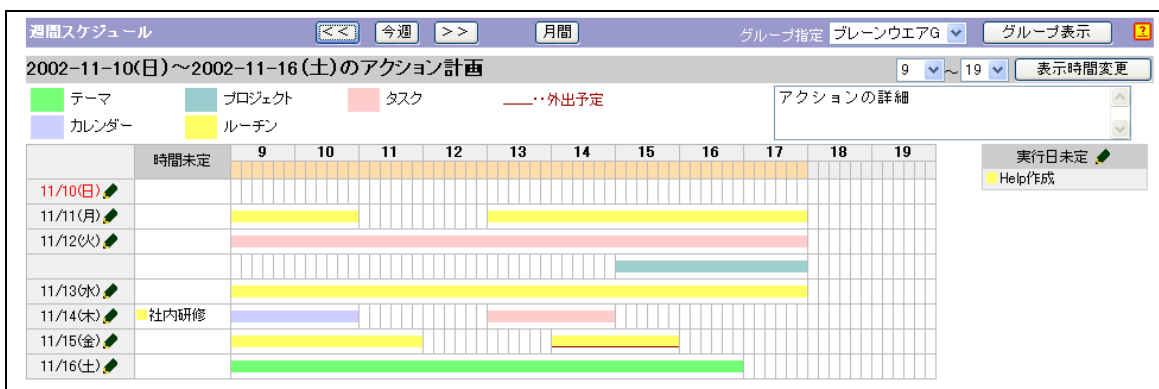 週間スケジュール << 今週 >> 月間 グループ指定 ブレーンウエアG グループ表示 ?
2002-11-10(日)～2002-11-16(土)のアクション計画 9 ～ 19 表示時間変更
テーマ プロジェクト タスク ＿＿‥外出予定 アクションの詳細
カレンダー ルーチン
時間未定 9 10 11 12 13 14 15 16 17 18 19 実行日未定
Help作成
11/10(日)
11/11(月)
11/12(火)
11/13(水)
11/14(木) 社内研修
11/15(金)
11/16(土)